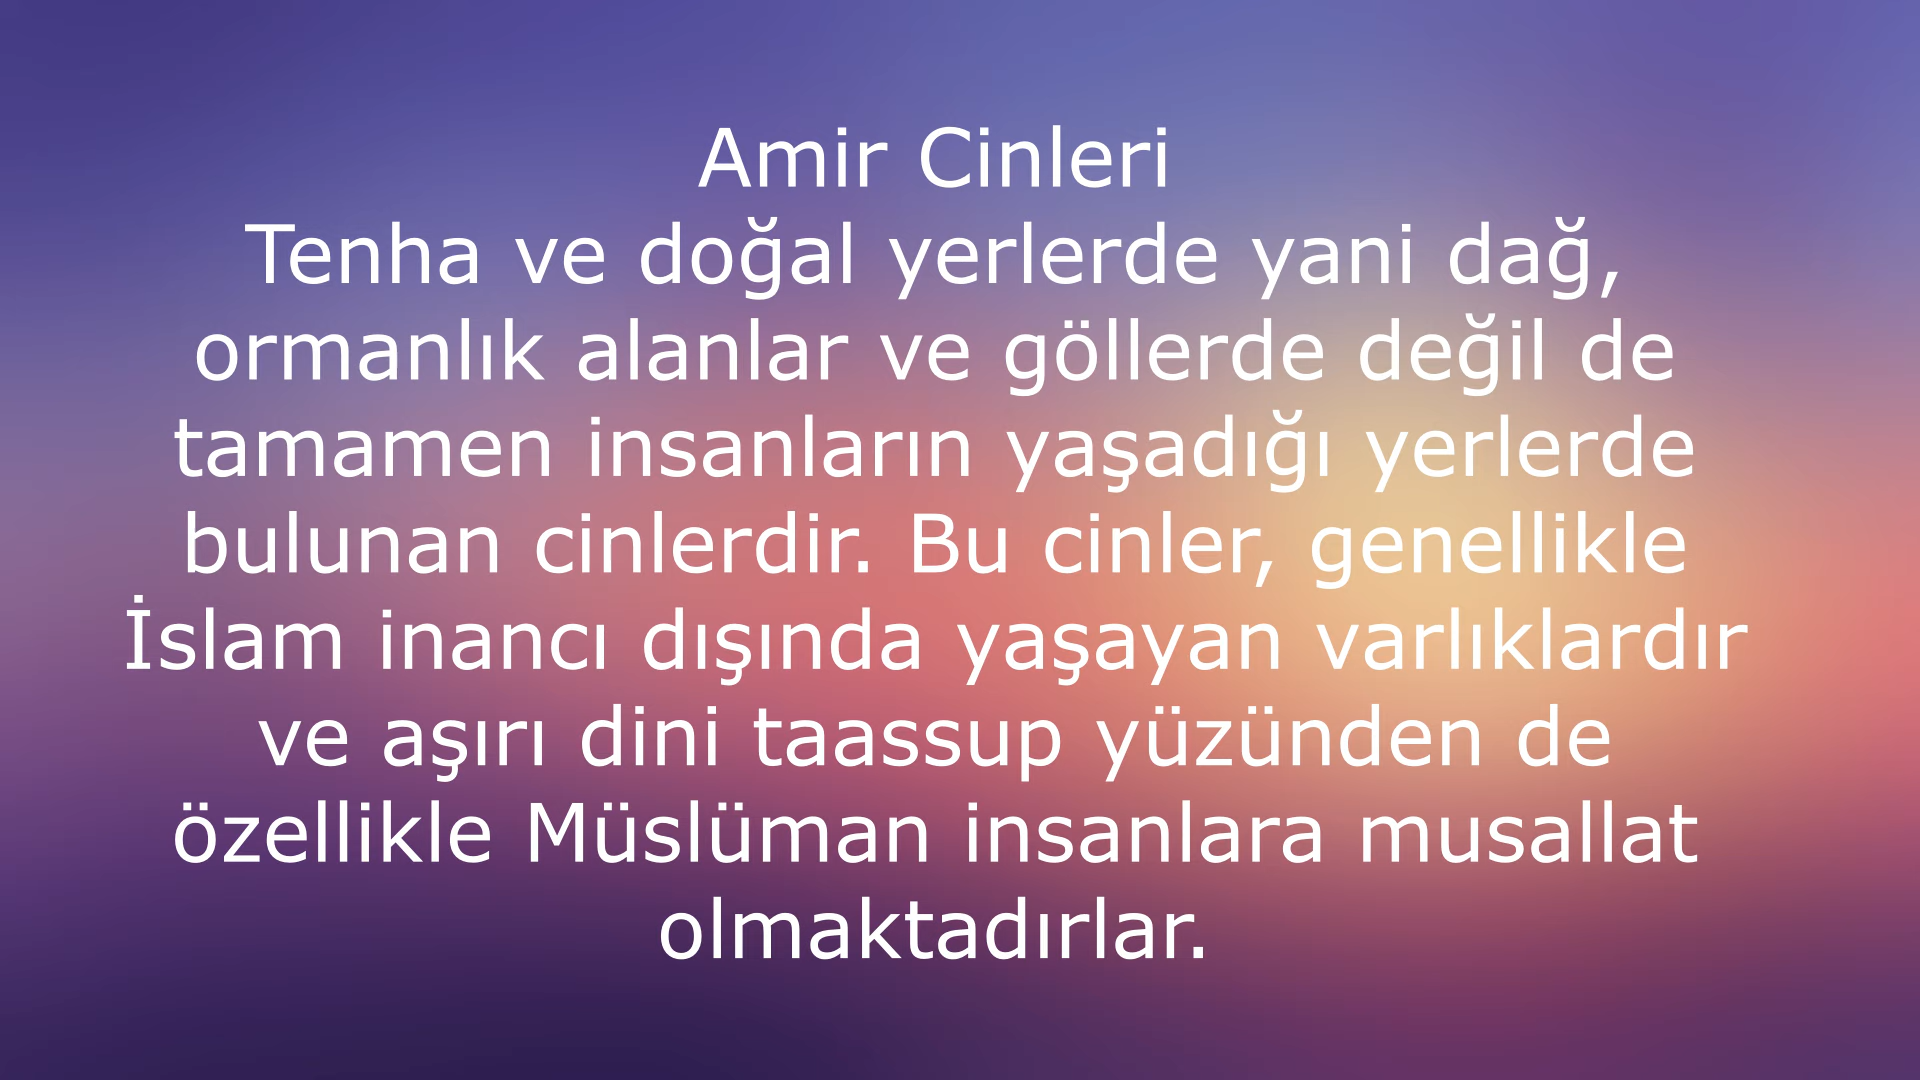 Amir Cinleri
Tenha ve doğal yerlerde yani dağ,
ormanlık alanlar ve göllerde değil de
tamamen insanların yaşadığı yerlerde
bulunan cinlerdir. Bu cinler, genellikle
İslam inancı dışında yaşayan varlıklardır
ve aşırı dini taassup yüzünden de
özellikle Müslüman insanlara musallat
olmaktadırlar.